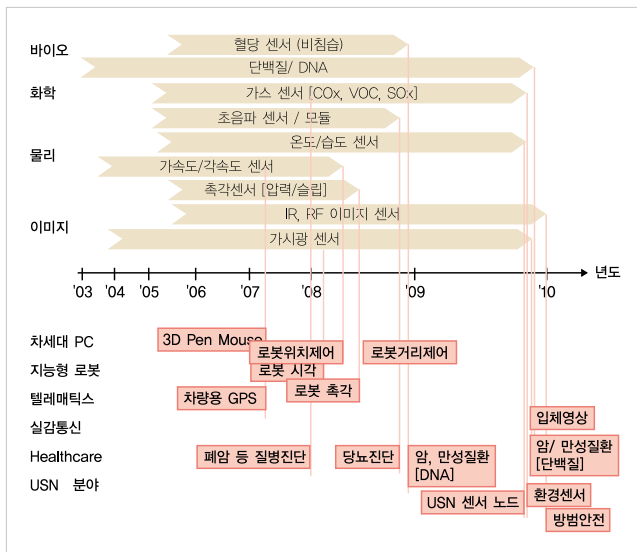 바이오
혈당 센서 (비침습)
단백질/ DNA
화학
가스 센서 [COx, VOC, SOx]
초음파 센서 / 모듈
온도/습도 센서
물리
가속도/각속도 센서
촉각센서 [압력/슬립]
IR, RF 이미지 센서
이미지
가시광 센서
년도
'03 '04 '05 '06 '07 '08 '09 '10
차세대 PC
3D Pen Mouse
로봇위치제어
로봇거리제어
지능형 로봇
로봇 시각
로봇 촉각
텔레매틱스
차량용 GPS
입체영상
실감통신
Healthcare
폐암 등 질병진단
당뇨진단
암, 만성질환
[DNA]
암/ 만성질환
[단백질]
USN 분야
USN 센서 노드
환경센서
방범안전